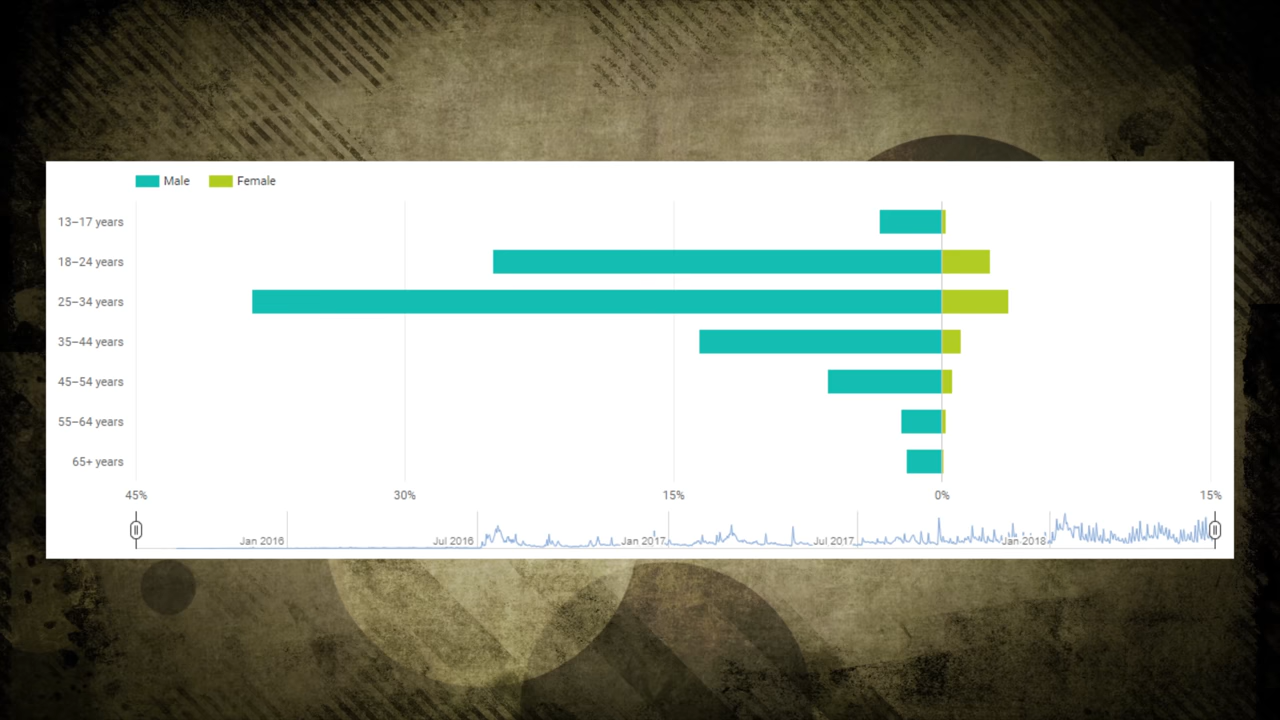 Male Female
13–17 years
18–24 years
25–34 years
35–44 years
45–54 years
55–64 years
65+ years
45% 30% 15% 0% 15%
Jan 2016 Jul 2016 Jan 2017 Jul 2017 Jan 2018